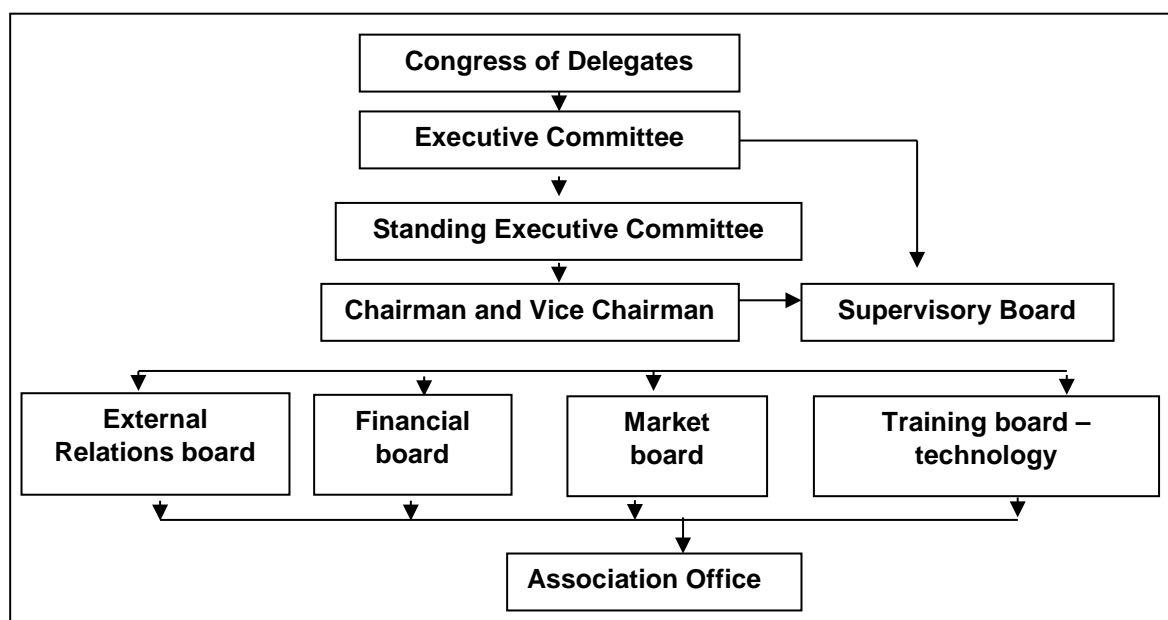 Congress of Delegates
Executive Committee
Standing Executive Committee
Chairman and Vice Chairman
Supervisory Board
External
Relations board
Financial
board
Market
board
Training board –
technology
Association Office